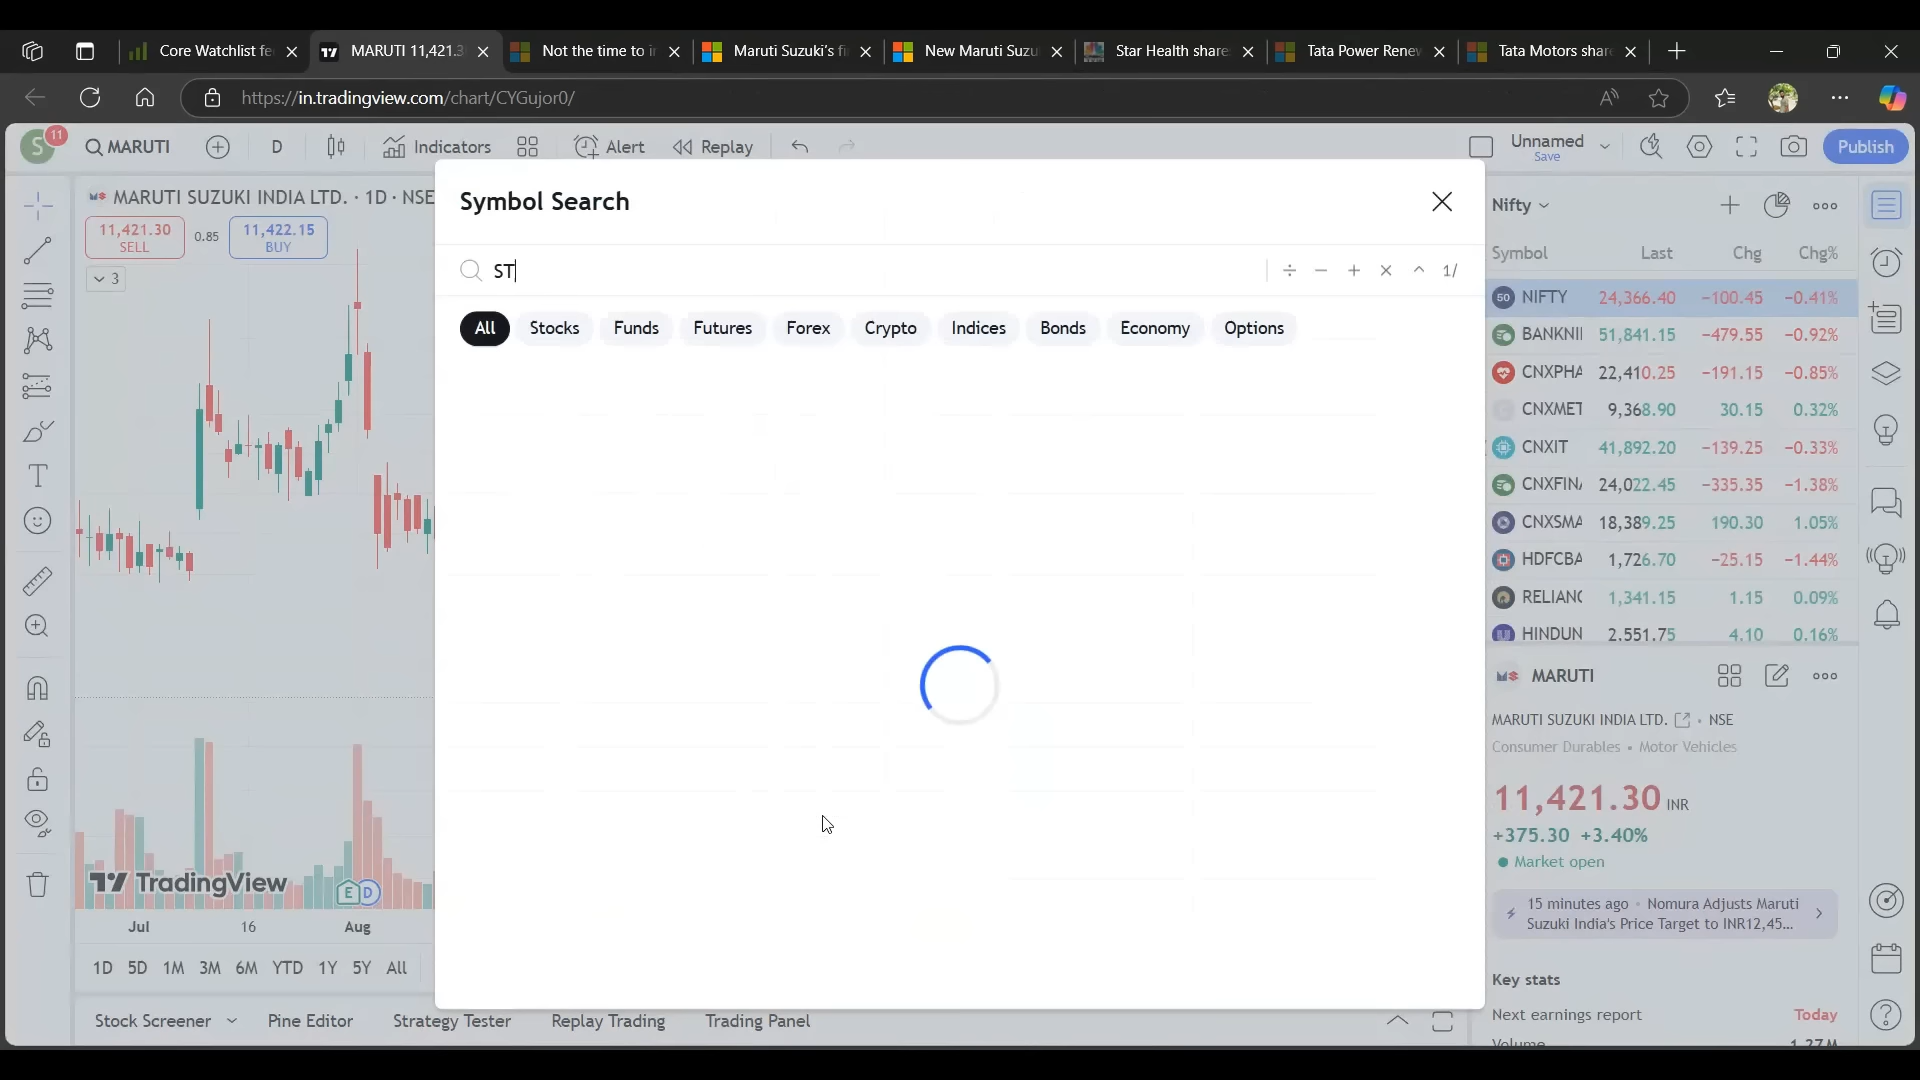 Core Watchlist fe
MARUTI 11,421.3
Not the time to i
Maruti Suzuki's fi
New Maruti Suzu
Star Health share
Tata Power Rene
Tata Motors shar
https://in.tradingview.com/chart/CYGujor0/
S 11 MARUTI D Indicators Alert Replay Unnamed Save Publish
Symbol Search
ST
1/
All Stocks Funds Futures Forex Crypto Indices Bonds Economy Options
MARUTI SUZUKI INDIA LTD. · 1D · NSE
11,421.30 SELL 0.85 11,422.15 BUY
3
TradingView
E D
Jul 16 Aug
1D 5D 1M 3M 6M YTD 1Y 5Y All
Stock Screener Pine Editor Strategy Tester Replay Trading Trading Panel
Nifty
Symbol Last Chg Chg%
50 NIFTY 24,366.40 −100.45 −0.41%
BANKNI 51,841.15 −479.55 −0.92%
CNXPHA 22,410.25 −191.15 −0.85%
CNXMET 9,368.90 30.15 0.32%
CNXIT 41,892.20 −139.25 −0.33%
CNXFIN 24,022.45 −335.35 −1.38%
CNXSMA 18,389.25 190.30 1.05%
HDFCBA 1,726.70 −25.15 −1.44%
RELIANC 1,341.15 1.15 0.09%
HINDUN 2,551.75 4.10 0.16%
MARUTI
MARUTI SUZUKI INDIA LTD. · NSE
Consumer Durables • Motor Vehicles
11,421.30 INR
+375.30 +3.40%
Market open
15 minutes ago · Nomura Adjusts Maruti
Suzuki India's Price Target to INR12,45...
Key stats
Next earnings report Today
Volume 1.27M